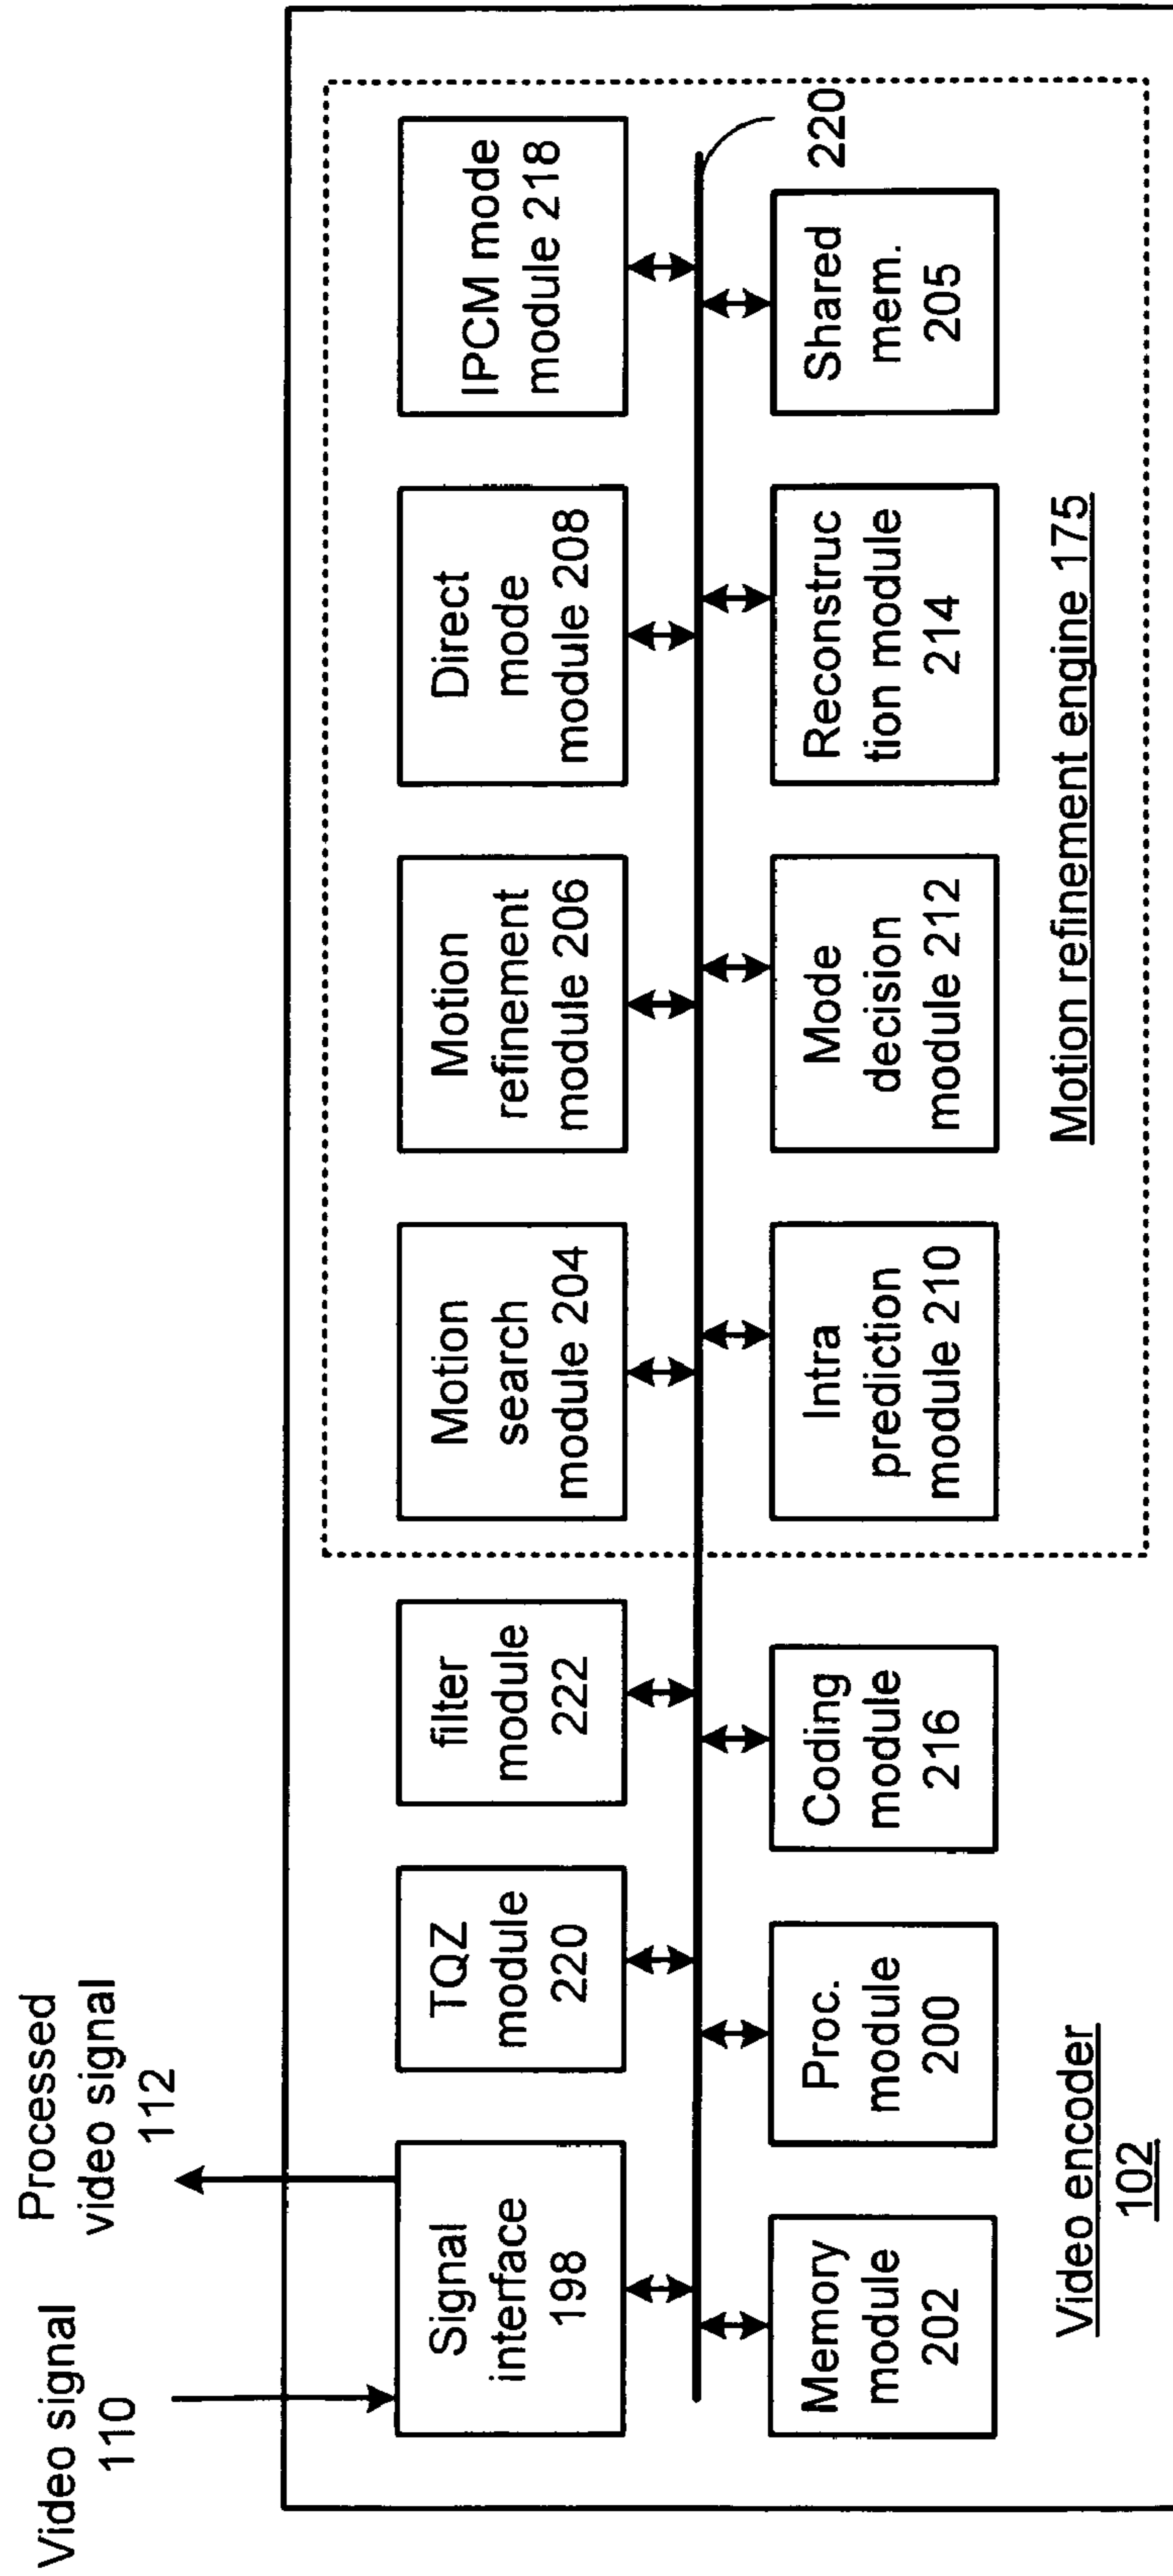 Video signal
110
Processed
video signal
112
Signal
interface
198
TQZ
module
220
filter
module
222
Motion
search
module 204
Motion
refinement
module 206
Direct
mode
module 208
IPCM mode
module 218
220
Memory
module
202
Proc.
module
200
Coding
module
216
Intra
prediction
module 210
Mode
decision
module 212
Reconstruc
tion module
214
Shared
mem.
205
Video encoder
102
Motion refinement engine 175